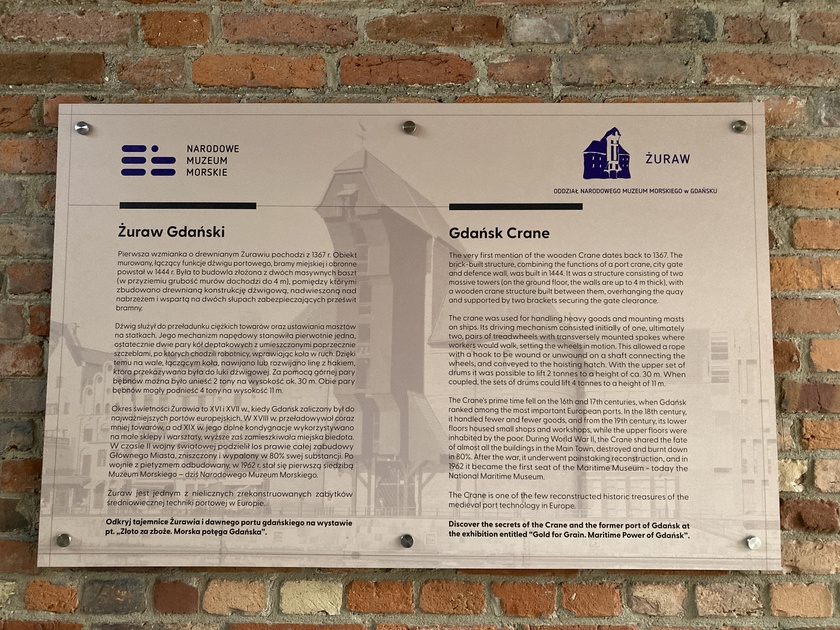 NARODOWE
MUZEUM
MORSKIE
ŻURAW
ODDZIAŁ NARODOWEGO MUZEUM MORSKIEGO w GDAŃSKU
Żuraw Gdański
Pierwsza wzmianka o drewnianym Żurawiu pochodzi z 1367 r. Obiekt
murowany, łączący funkcje dźwigu portowego, bramy miejskiej i obronne
powstał w 1444 r. Była to budowla złożona z dwóch masywnych baszt
(w przyziemiu grubość murów dochodzi do 4 m), pomiędzy którymi
zbudowano drewnianą konstrukcję dźwigową, nadwieszoną nad
nabrzeżem i wspartą na dwóch słupach zabezpieczających prześwit
bramny.
Dźwig służył do przeładunku ciężkich towarów oraz ustawiania masztów
na statkach. Jego mechanizm napędowy stanowiła pierwotnie jedna,
ostatecznie dwie pary kół deptakowych z umieszczonymi poprzecznie
szczeblami, po których chodzili robotnicy, wprawiając koła w ruch. Dzięki
temu na wale, łączącym koła, nawijano lub rozwijano linę z hakiem,
która przekazywana była do łuki dźwigowej. Za pomocą górnej pary
bębnów można było unieść 2 tony na wysokość ok. 30 m. Obie pary
bębnów mogły podnieść 4 tony na wysokość 11 m.
Okres świetności Żurawia to XVI i XVII w., kiedy Gdańsk zaliczany był do
najważniejszych portów europejskich. W XVIII w. przeładowywał coraz
mniej towarów, a od XIX w. jego dolne kondygnacje wykorzystywano
na małe sklepy i warsztaty, wyższe zaś zamieszkiwała miejska biedota.
W czasie II wojny światowej podzielił los prawie całej zabudowy
Głównego Miasta, zniszczony i wypalony w 80% swej substancji. Po
wojnie z pietyzmem odbudowany, w 1962 r. stał się pierwszą siedzibą
Muzeum Morskiego – dziś Narodowego Muzeum Morskiego.
Żuraw jest jednym z nielicznych zrekonstruowanych zabytków
średniowiecznej techniki portowej w Europie.
Odkryj tajemnice Żurawia i dawnego portu gdańskiego na wystawie
pt. „Złoto za zboże. Morska potęga Gdańska”.
Gdańsk Crane
The very first mention of the wooden Crane dates back to 1367. The
brick-built structure, combining the functions of a port crane, city gate
and defence wall, was built in 1444. It was a structure consisting of two
massive towers (on the ground floor, the walls are up to 4 m thick), with
a wooden crane structure built between them, overhanging the quay
and supported by two brackets securing the gate clearance.
The crane was used for handling heavy goods and mounting masts
on ships. Its driving mechanism consisted initially of one, ultimately
two, pairs of treadwheels with transversely mounted spokes where
workers would walk, setting the wheels in motion. This allowed a rope
with a hook to be wound or unwound on a shaft connecting the
wheels, and conveyed to the hoisting hatch. With the upper set of
drums it was possible to lift 2 tonnes to a height of ca. 30 m. When
coupled, the sets of drums could lift 4 tonnes to a height of 11 m.
The Crane's prime time fell on the 16th and 17th centuries, when Gdańsk
ranked among the most important European ports. In the 18th century,
it handled fewer and fewer goods, and from the 19th century, its lower
floors housed small shops and workshops, while the upper floors were
inhabited by the poor. During World War II, the Crane shared the fate
of almost all the buildings in the Main Town, destroyed and burnt down
in 80%. After the war, it underwent painstaking reconstruction, and in
1962 it became the first seat of the Maritime Museum – today the
National Maritime Museum.
The Crane is one of the few reconstructed historic treasures of the
medieval port technology in Europe.
Discover the secrets of the Crane and the former port of Gdańsk at
the exhibition entitled “Gold for Grain. Maritime Power of Gdańsk”.